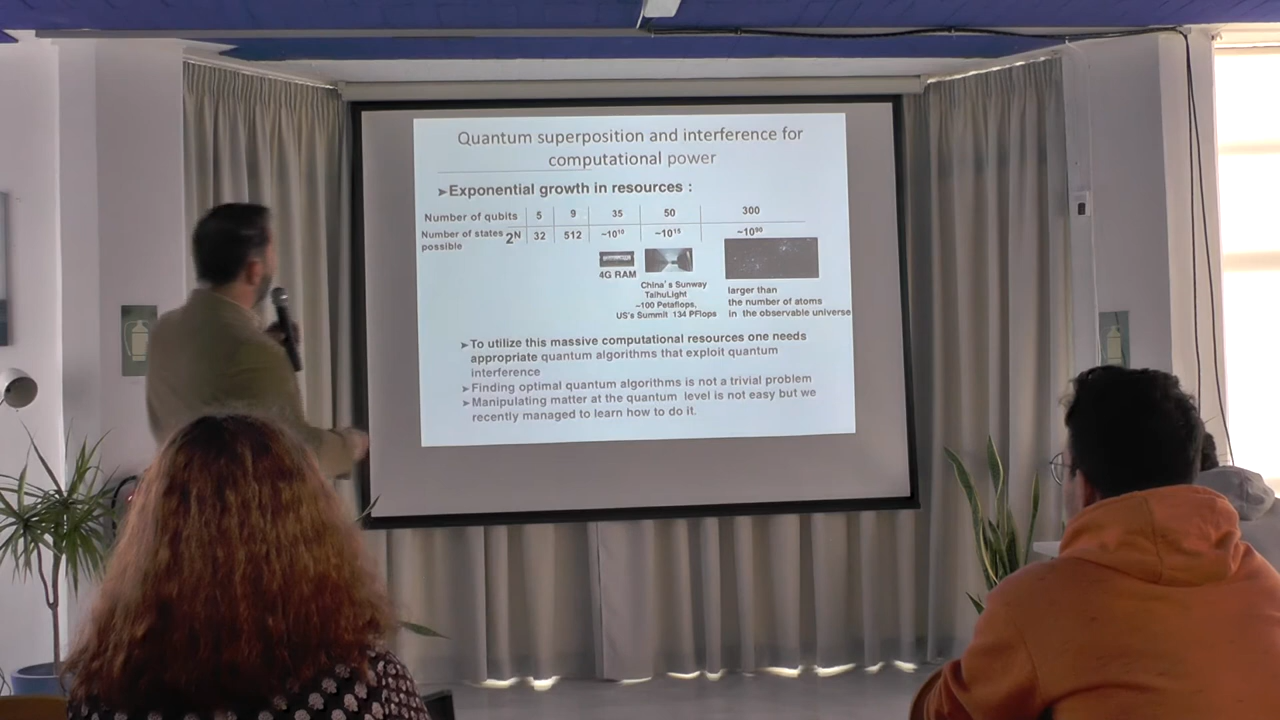 Quantum superposition and interference for
computational power
➤Exponential growth in resources :
Number of qubits 5 9 35 50 300
Number of states possible 2ᴺ 32 512 ~10¹⁰ ~10¹⁵ ~10⁹⁰
4G RAM
China's Sunway
TaihuLight
~100 Petaflops,
US's Summit 134 PFlops
larger than
the number of atoms
in the observable universe
➤To utilize this massive computational resources one needs
appropriate quantum algorithms that exploit quantum
interference
➤Finding optimal quantum algorithms is not a trivial problem
➤Manipulating matter at the quantum level is not easy but we
recently managed to learn how to do it.